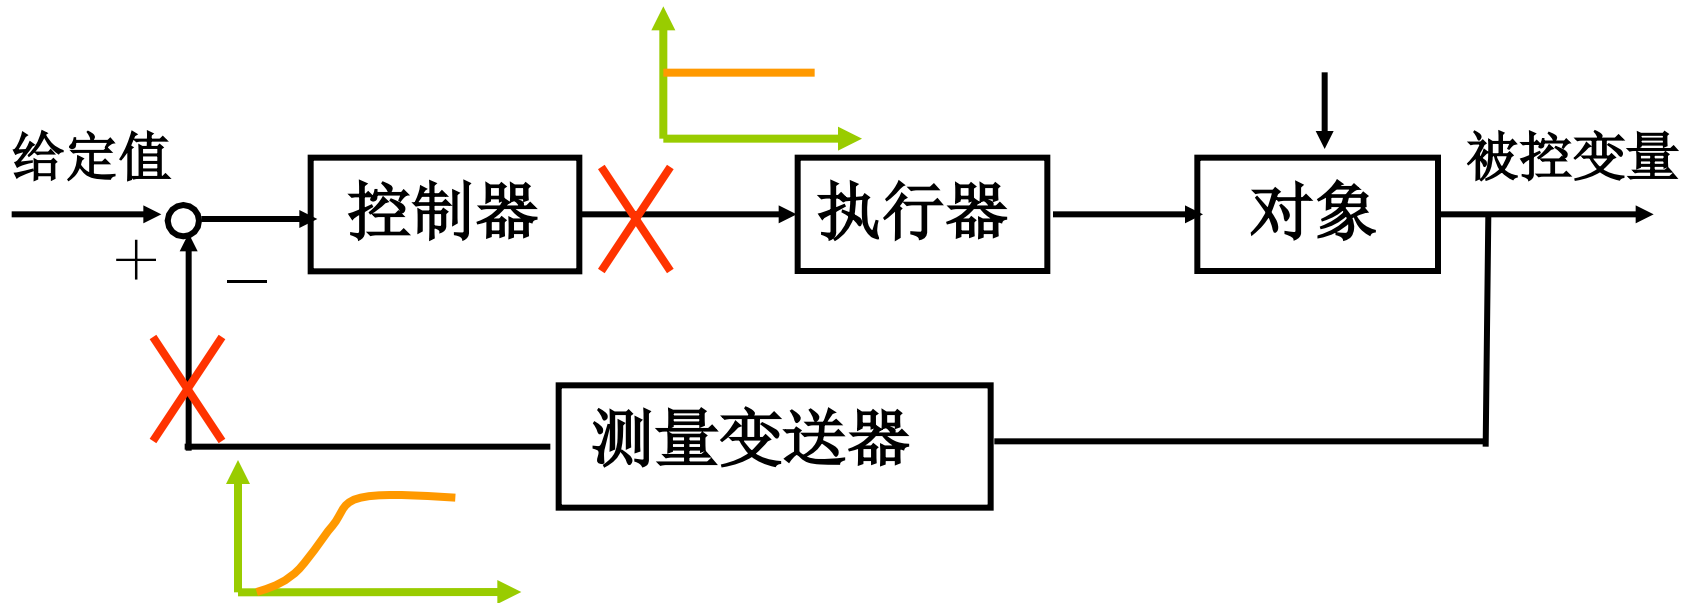 给定值
被控变量
控制器
执行器
对象
+
—
测量变送器